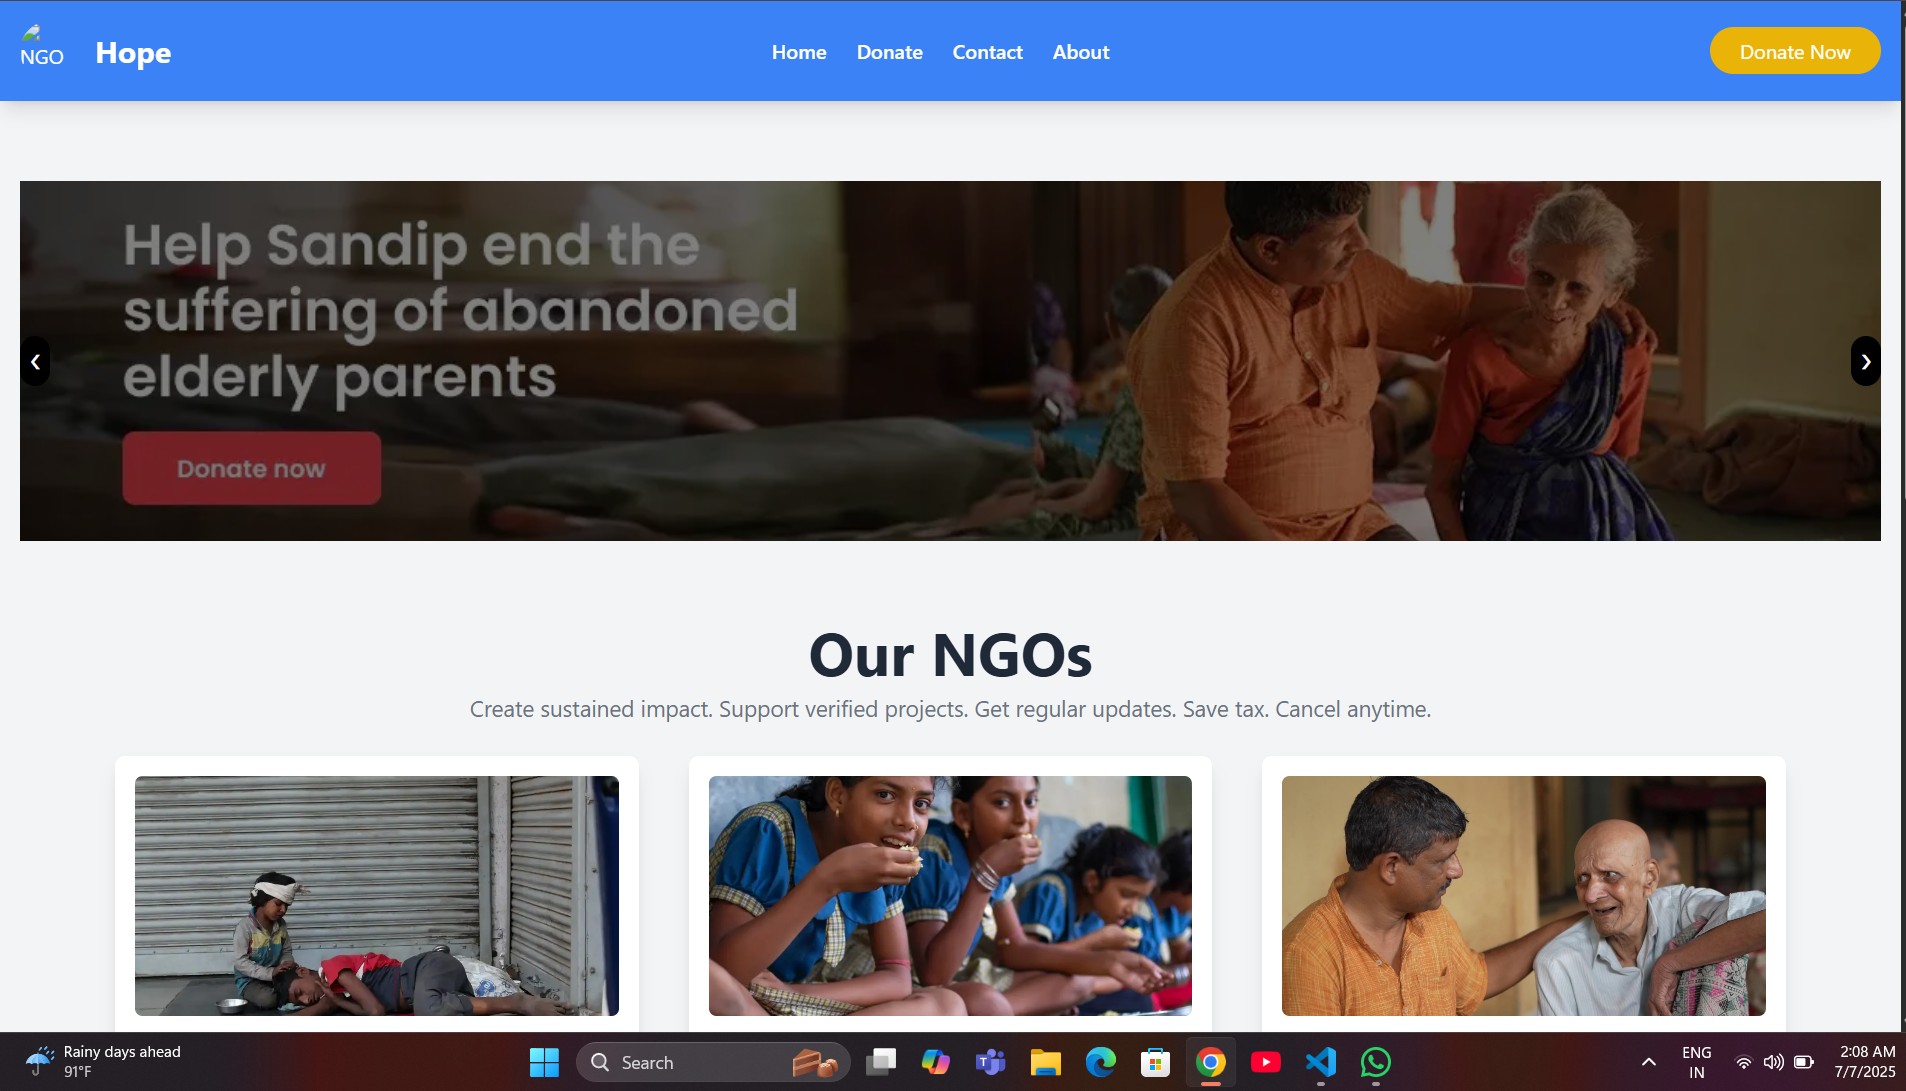 NGO
Hope
Home
Donate
Contact
About
Donate Now
Help Sandip end the
suffering of abandoned
elderly parents
Donate now
❮
❯
Our NGOs
Create sustained impact. Support verified projects. Get regular updates. Save tax. Cancel anytime.
Rainy days ahead
91°F
Search
ENG
IN
2:08 AM
7/7/2025